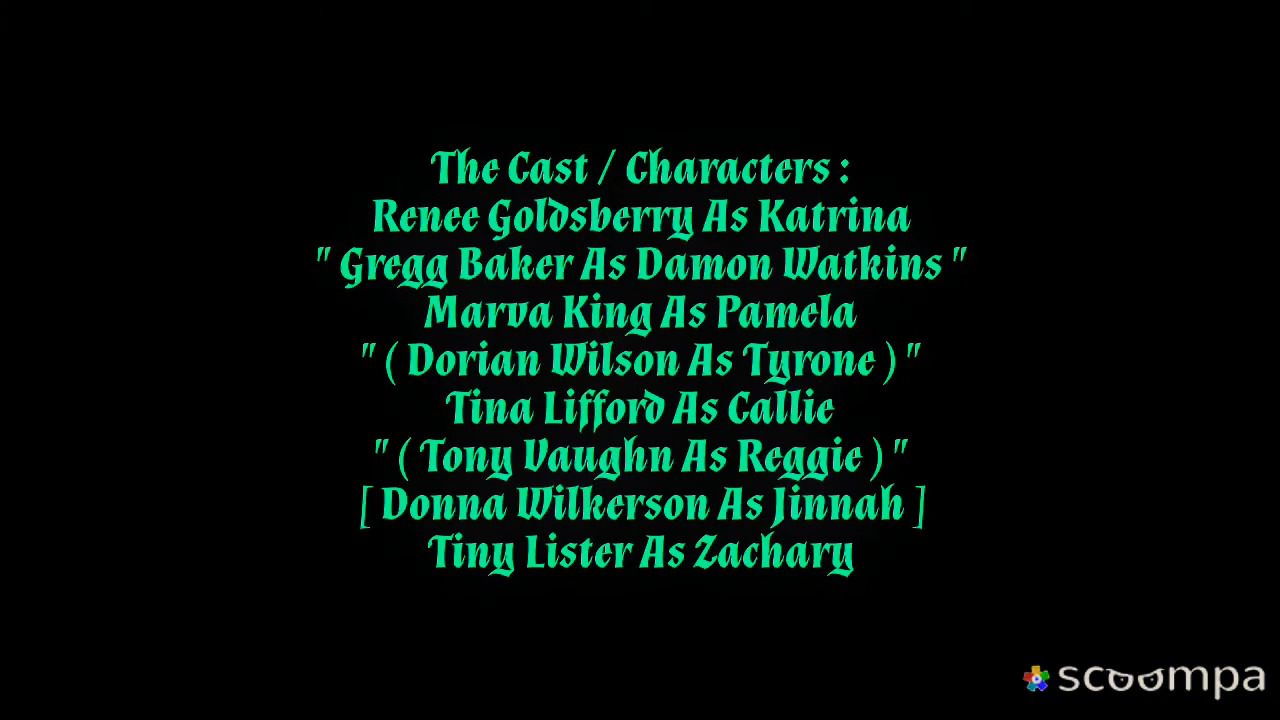 The Cast / Characters :
Renee Goldsberry As Katrina
" Gregg Baker As Damon Watkins "
Marva King As Pamela
" ( Dorian Wilson As Tyrone ) "
Tina Lifford As Callie
" ( Tony Vaughn As Reggie ) "
[ Donna Wilkerson As Jinnah ]
Tiny Lister As Zachary
scoompa